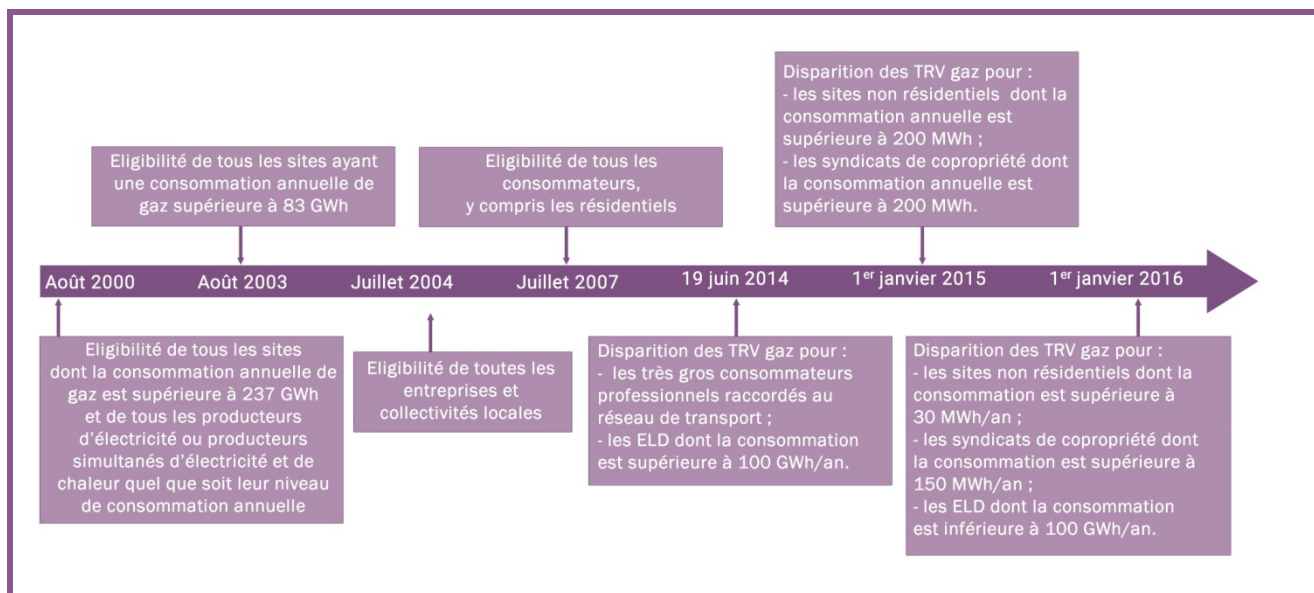 Eligibilité de tous les sites ayant
une consommation annuelle de
gaz supérieure à 83 GWh
Eligibilité de tous les
consommateurs,
y compris les résidentiels
Disparition des TRV gaz pour :
- les sites non résidentiels dont la
consommation annuelle est
supérieure à 200 MWh ;
- les syndicats de copropriété dont
la consommation annuelle est
supérieure à 200 MWh.
Août 2000
Août 2003
Juillet 2004
Juillet 2007
19 juin 2014
1er janvier 2015
1er janvier 2016
Eligibilité de tous les sites
dont la consommation annuelle de
gaz est supérieure à 237 GWh
et de tous les producteurs
d'électricité ou producteurs
simultanés d'électricité et de
chaleur quel que soit leur niveau
de consommation annuelle
Eligibilité de toutes les
entreprises et
collectivités locales
Disparition des TRV gaz pour :
- les très gros consommateurs
professionnels raccordés au
réseau de transport ;
- les ELD dont la consommation
est supérieure à 100 GWh/an.
Disparition des TRV gaz pour :
- les sites non résidentiels dont la
consommation est supérieure à
30 MWh/an ;
- les syndicats de copropriété dont
la consommation est supérieure à
150 MWh/an ;
- les ELD dont la consommation
est inférieure à 100 GWh/an.